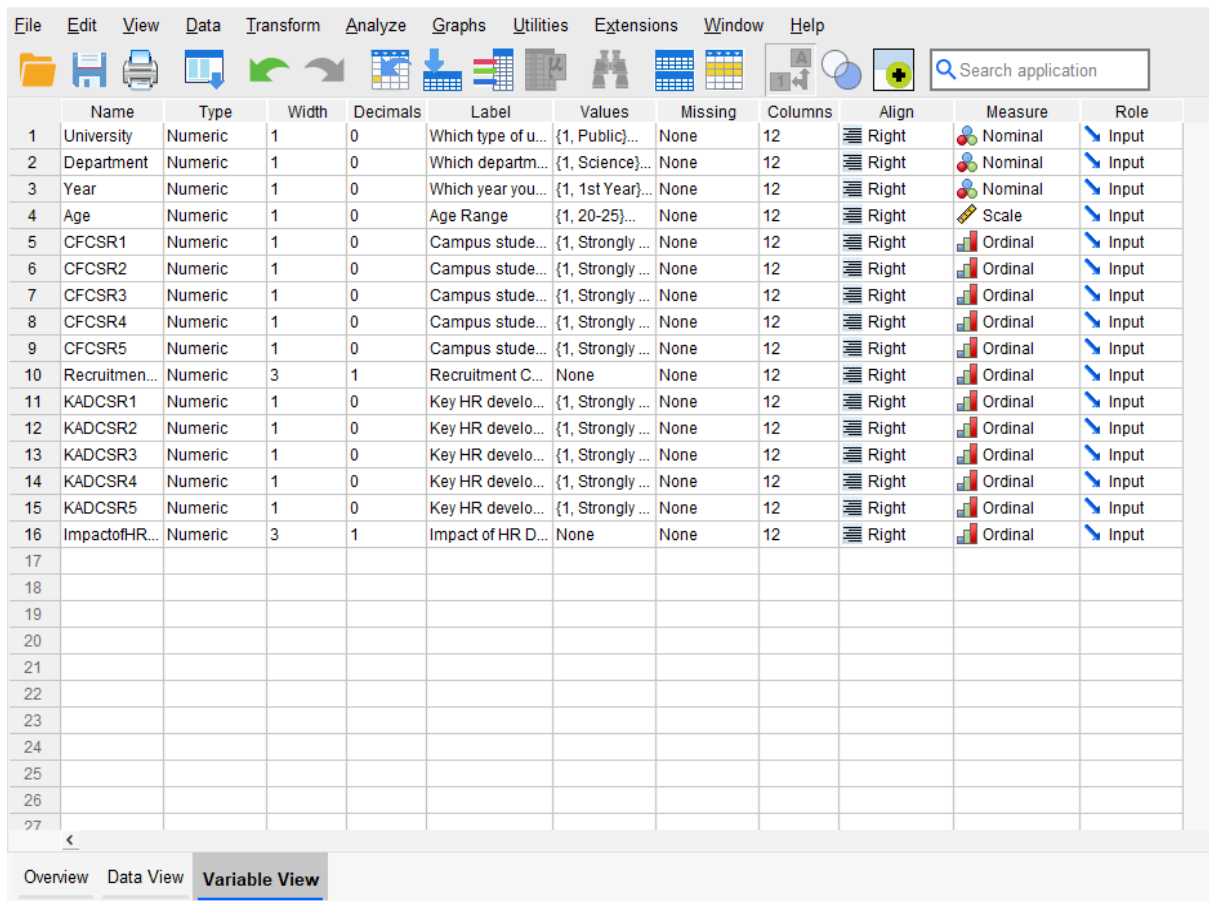 File Edit View Data Transform Analyze Graphs Utilities Extensions Window Help
A
1
µ
Search application
Name Type Width Decimals Label Values Missing Columns Align Measure Role
1 University Numeric 1 0 Which type of u... {1, Public}... None 12 Right Nominal Input
2 Department Numeric 1 0 Which departm... {1, Science}... None 12 Right Nominal Input
3 Year Numeric 1 0 Which year you... {1, 1st Year}... None 12 Right Nominal Input
4 Age Numeric 1 0 Age Range {1, 20-25}... None 12 Right Scale Input
5 CFCSR1 Numeric 1 0 Campus stude... {1, Strongly ... None 12 Right Ordinal Input
6 CFCSR2 Numeric 1 0 Campus stude... {1, Strongly ... None 12 Right Ordinal Input
7 CFCSR3 Numeric 1 0 Campus stude... {1, Strongly ... None 12 Right Ordinal Input
8 CFCSR4 Numeric 1 0 Campus stude... {1, Strongly ... None 12 Right Ordinal Input
9 CFCSR5 Numeric 1 0 Campus stude... {1, Strongly ... None 12 Right Ordinal Input
10 Recruitmen... Numeric 3 1 Recruitment C... None None 12 Right Ordinal Input
11 KADCSR1 Numeric 1 0 Key HR develo... {1, Strongly ... None 12 Right Ordinal Input
12 KADCSR2 Numeric 1 0 Key HR develo... {1, Strongly ... None 12 Right Ordinal Input
13 KADCSR3 Numeric 1 0 Key HR develo... {1, Strongly ... None 12 Right Ordinal Input
14 KADCSR4 Numeric 1 0 Key HR develo... {1, Strongly ... None 12 Right Ordinal Input
15 KADCSR5 Numeric 1 0 Key HR develo... {1, Strongly ... None 12 Right Ordinal Input
16 ImpactofHR... Numeric 3 1 Impact of HR D... None None 12 Right Ordinal Input
17
18
19
20
21
22
23
24
25
26
27
Overview Data View Variable View